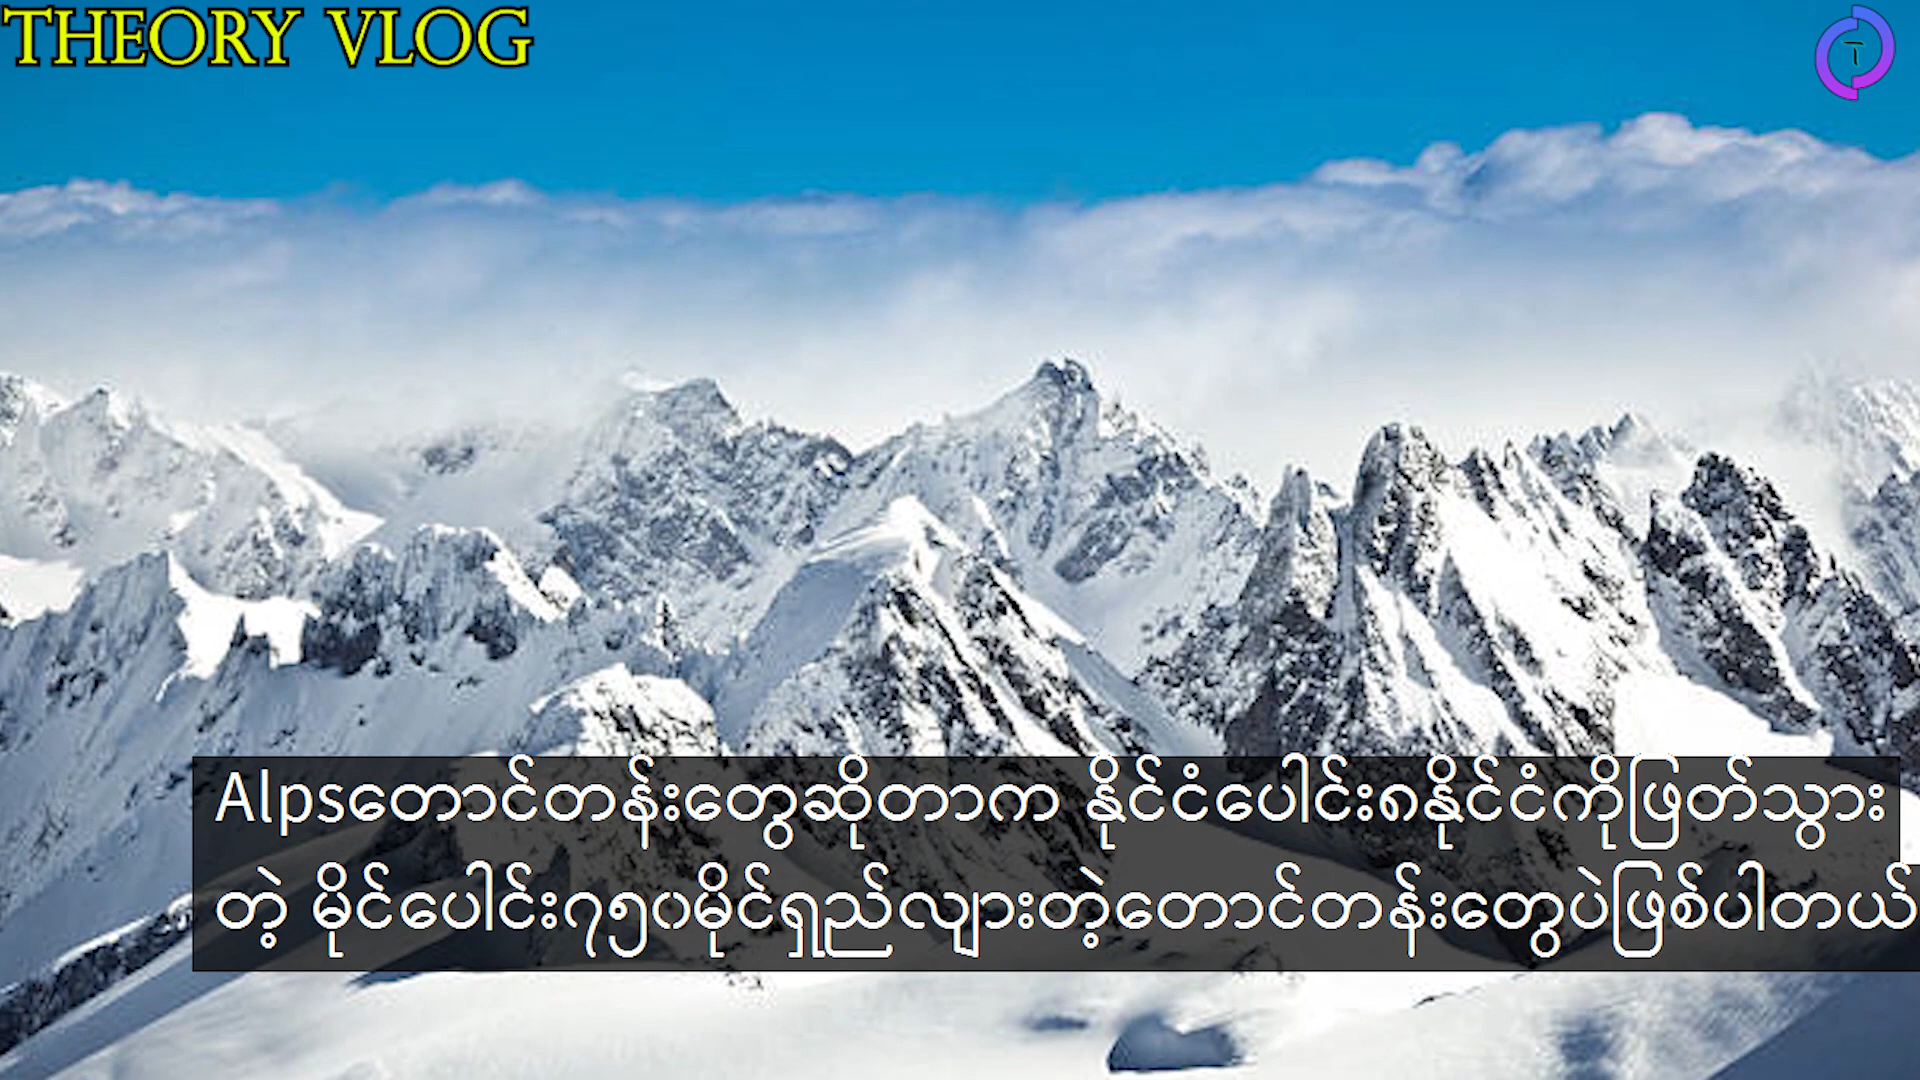 THEORY VLOG
T
Alpsတောင်တန်းတွေဆိုတာက နိုင်ငံပေါင်း၈နိုင်ငံကိုဖြတ်သွား
တဲ့ မိုင်ပေါင်း၇၅၀မိုင်ရှည်လျားတဲ့တောင်တန်းတွေပဲဖြစ်ပါတယ်